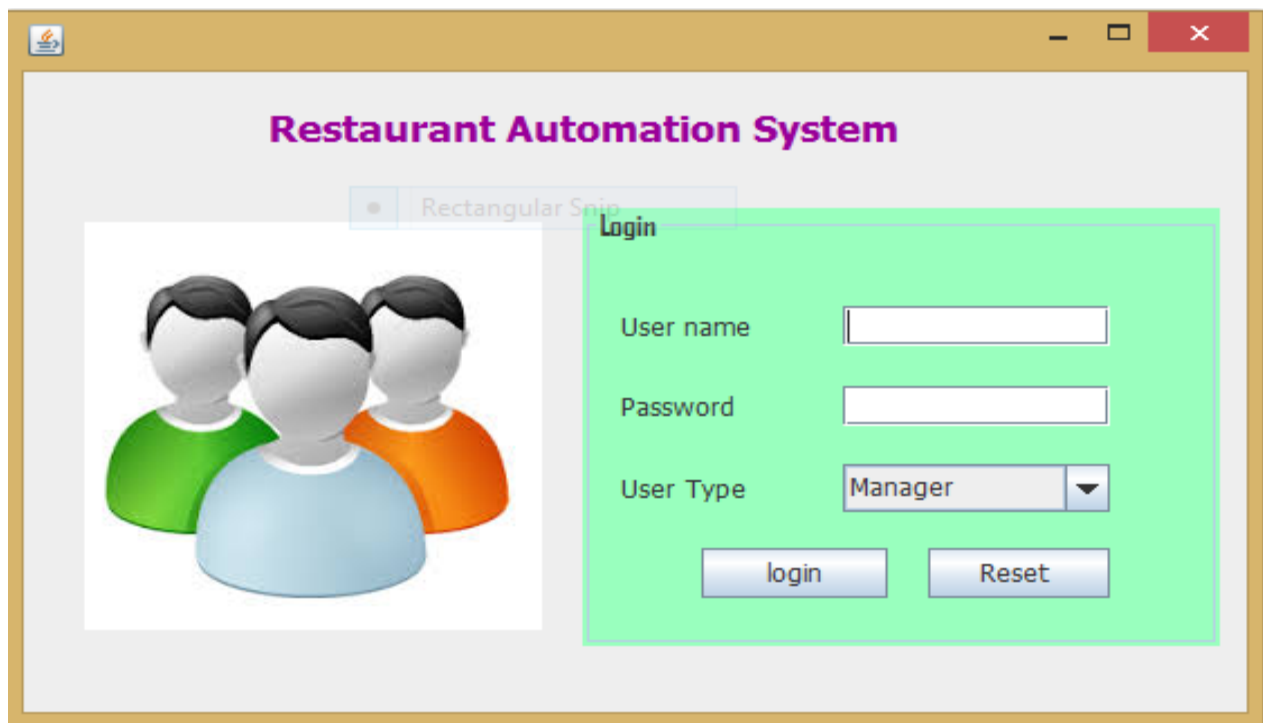 Restaurant Automation System
Rectangular Snip
Login
User name
Password
User Type Manager
login Reset